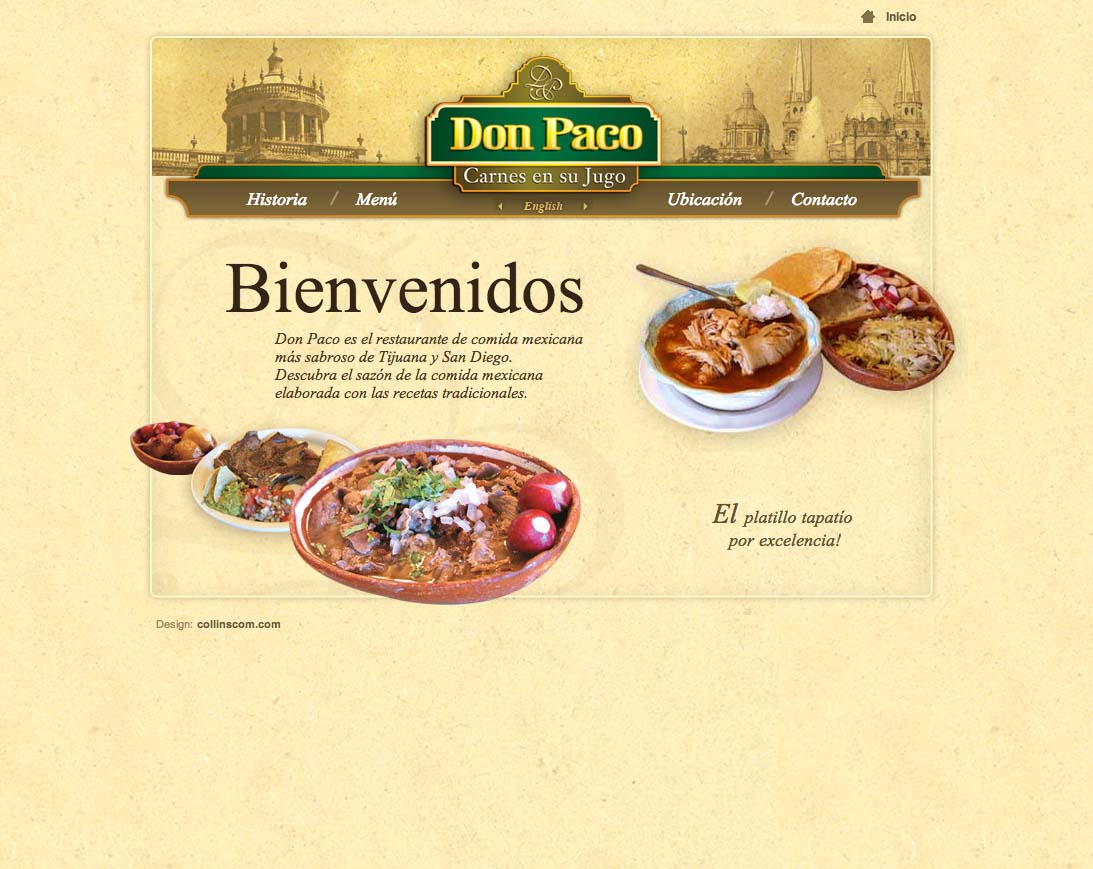 Inicio
Don Paco
Carnes en su Jugo
Historia / Menú
English
Ubicación / Contacto
Bienvenidos
Don Paco es el restaurante de comida mexicana
más sabroso de Tijuana y San Diego.
Descubra el sazón de la comida mexicana
elaborada con las recetas tradicionales.
El platillo tapatío
por excelencia!
Design: collinscom.com